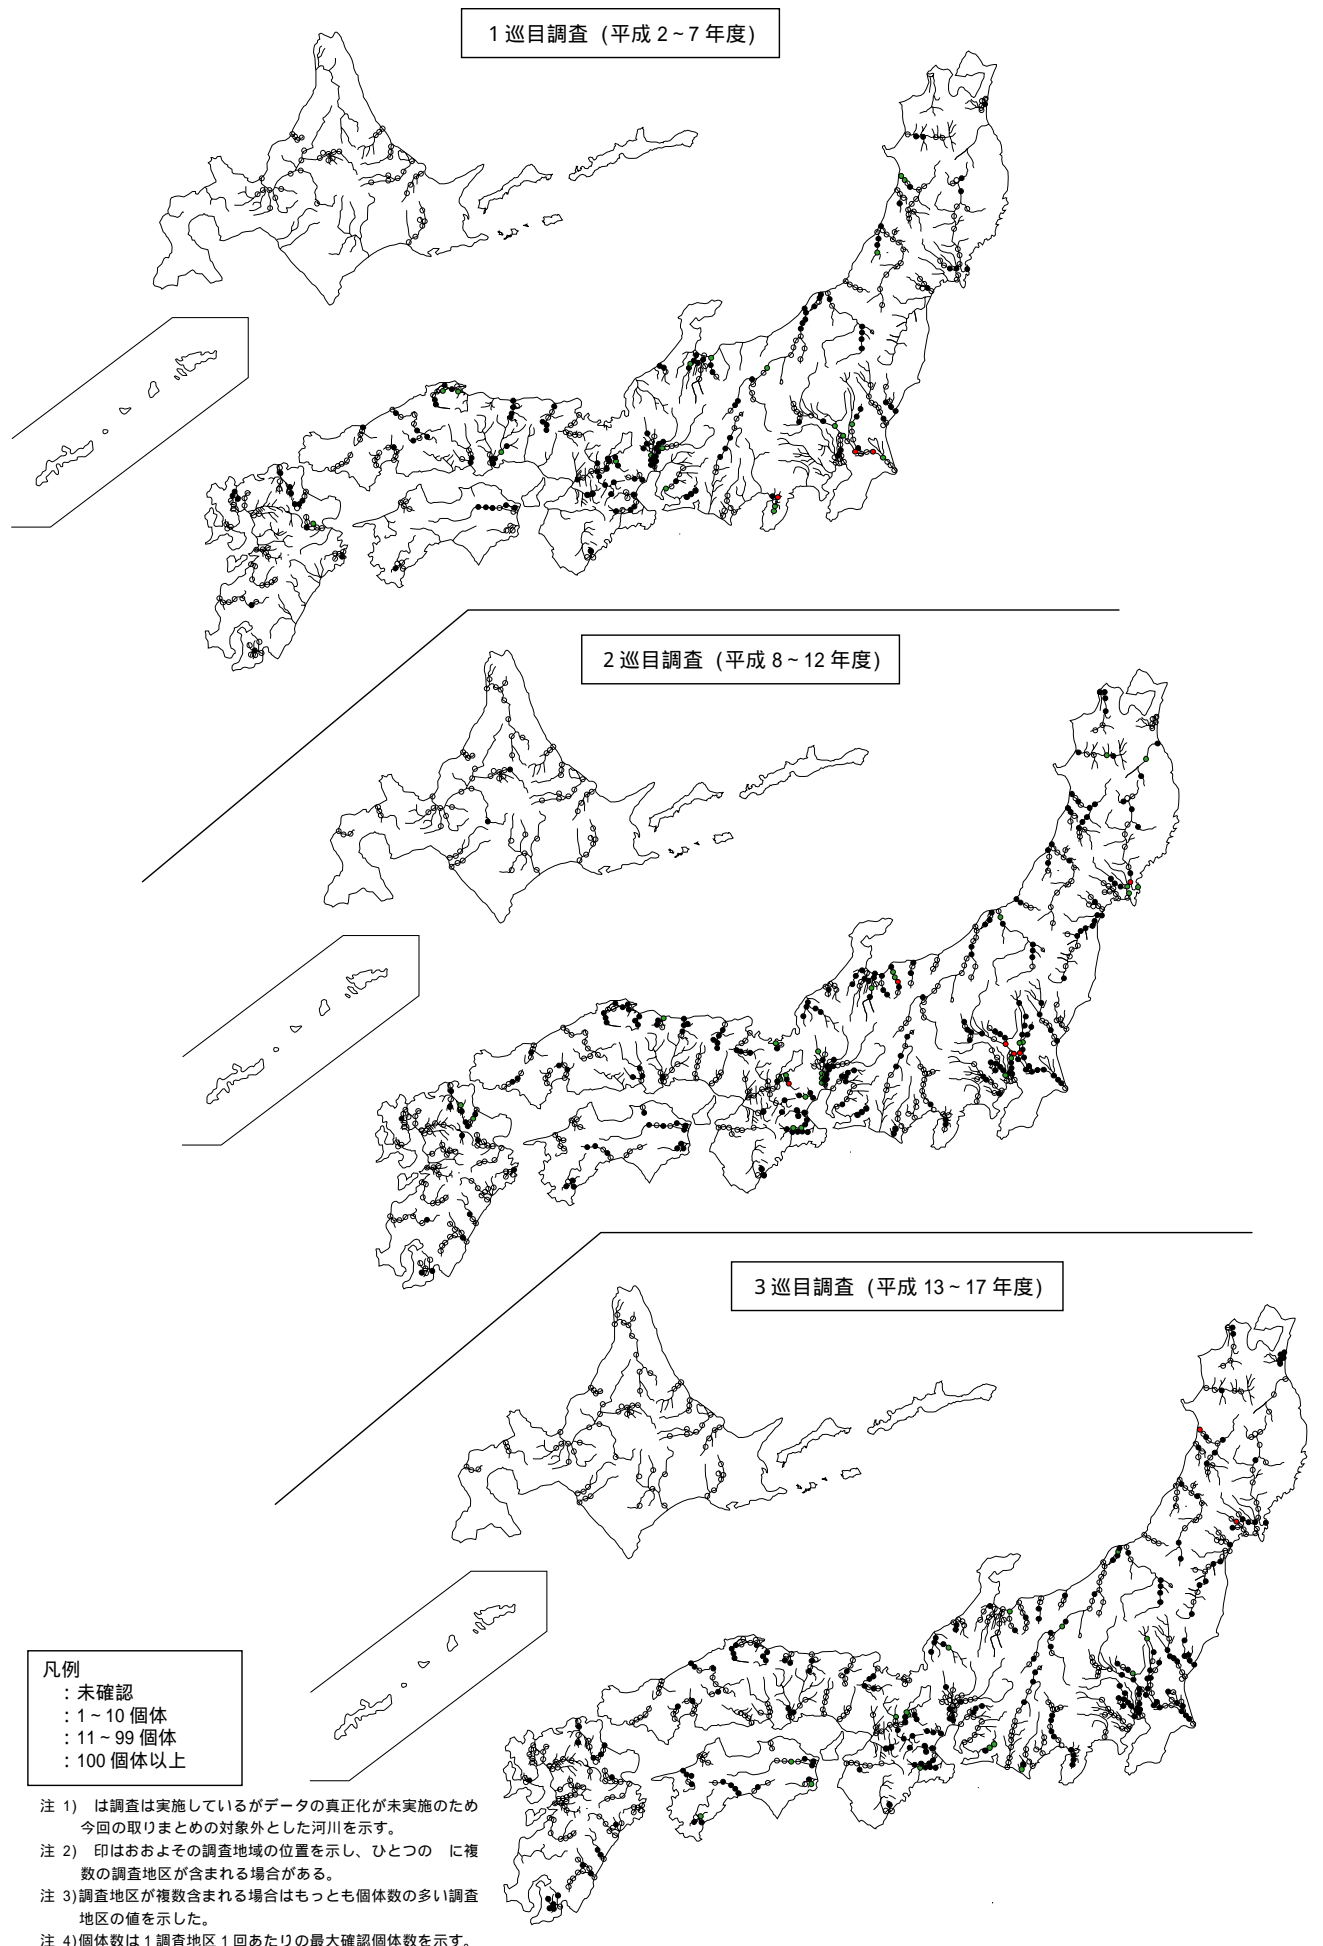 1巡目調査 (平成 2~7 年度)
2巡目調査 (平成 8~12 年度)
3巡目調査 (平成 13~17 年度)
凡例
：未確認
：1~10 個体
：11~99 個体
：100 個体以上
注 1) は調査は実施しているがデータの真正化が未実施のため
今回の取りまとめの対象外とした河川を示す。
注 2) 印はおおよその調査地域の位置を示し、ひとつの に複
数の調査地区が含まれる場合がある。
注 3)調査地区が複数含まれる場合はもっとも個体数の多い調査
地区の値を示した。
注 4)個体数は1調査地区1回あたりの最大確認個体数を示す。